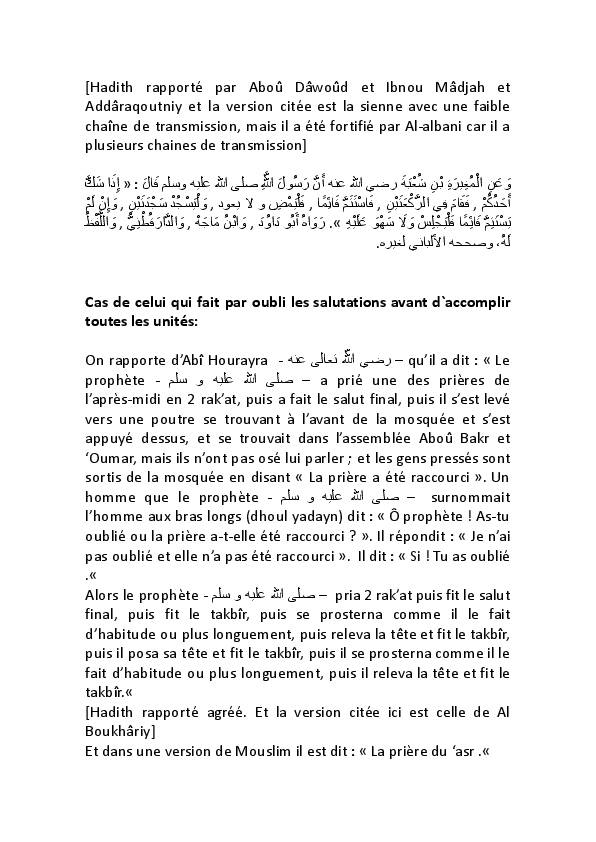 [Hadith rapporté par Aboû Dâwoûd et Ibnou Mâdjah et
Addâraqoutniy et la version citée est la sienne avec une faible
chaîne de transmission, mais il a été fortifié par Al-albani car il a
plusieurs chaines de transmission]
وَعَنِ الْمُغِيرَةِ بْنِ شُعْبَةَ رضي الله عنه أَنَّ رَسُولَ اللَّهِ صلى الله عليه وسلم قَالَ : « إِذَا شَكَّ
أَحَدُكُمْ , فَقَامَ فِي الرَّكْعَتَيْنِ , فَاسْتَتَمَّ قَائِمًا , فَلْيَمْضِ و لا يعود , وَلْيَسْجُدْ سَجْدَتَيْنِ , وَإِنْ لَمْ
يَسْتَتِمَّ قَائِمًا فَلْيَجْلِسْ وَلَا سَهْوَ عَلَيْهِ ». رَوَاهُ أَبُو دَاوُدَ , وَابْنُ مَاجَهْ , وَالدَّارَقُطْنِيُّ , وَاللَّفْظُ
لَهُ، وصححه الألباني لغيره.
Cas de celui qui fait par oubli les salutations avant d`accomplir
toutes les unités:
On rapporte d’Abî Hourayra - رضي الله تعالى عنه – qu’il a dit : « Le
prophète - صلى الله عليه و سلم – a prié une des prières de
l’après-midi en 2 rak’at, puis a fait le salut final, puis il s’est levé
vers une poutre se trouvant à l’avant de la mosquée et s’est
appuyé dessus, et se trouvait dans l’assemblée Aboû Bakr et
‘Oumar, mais ils n’ont pas osé lui parler ; et les gens pressés sont
sortis de la mosquée en disant « La prière a été raccourci ». Un
homme que le prophète - صلى الله عليه و سلم – surnommait
l’homme aux bras longs (dhoul yadayn) dit : « Ô prophète ! As-tu
oublié ou la prière a-t-elle été raccourci ? ». Il répondit : « Je n’ai
pas oublié et elle n’a pas été raccourci ». Il dit : « Si ! Tu as oublié
.«
Alors le prophète - صلى الله عليه و سلم – pria 2 rak’at puis fit le salut
final, puis fit le takbîr, puis se prosterna comme il le fait
d’habitude ou plus longuement, puis releva la tête et fit le takbîr,
puis il posa sa tête et fit le takbîr, puis il se prosterna comme il le
fait d’habitude ou plus longuement, puis il releva la tête et fit le
takbîr.«
[Hadith rapporté agréé. Et la version citée ici est celle de Al
Boukhâriy]
Et dans une version de Mouslim il est dit : « La prière du ‘asr .«